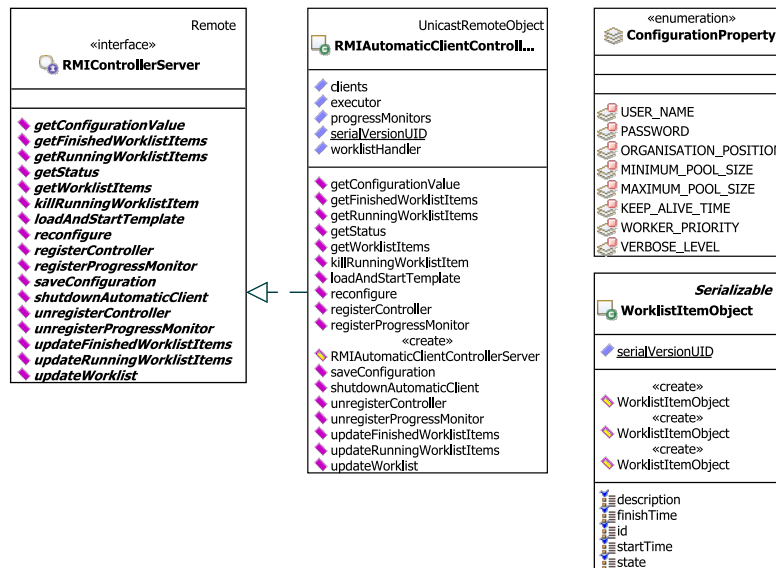 Remote
«interface»
RMIControllerServer
getConfigurationValue
getFinishedWorklistItems
getRunningWorklistItems
getStatus
getWorklistItems
killRunningWorklistItem
loadAndStartTemplate
reconfigure
registerController
registerProgressMonitor
saveConfiguration
shutdownAutomaticClient
unregisterController
unregisterProgressMonitor
updateFinishedWorklistItems
updateRunningWorklistItems
updateWorklist
UnicastRemoteObject
RMIAutomaticClientControll...
clients
executor
progressMonitors
serialVersionUID
worklistHandler
getConfigurationValue
getFinishedWorklistItems
getRunningWorklistItems
getStatus
getWorklistItems
killRunningWorklistItem
loadAndStartTemplate
reconfigure
registerController
registerProgressMonitor
«create»
RMIAutomaticClientControllerServer
saveConfiguration
shutdownAutomaticClient
unregisterController
unregisterProgressMonitor
updateFinishedWorklistItems
updateRunningWorklistItems
updateWorklist
«enumeration»
ConfigurationProperty
USER_NAME
PASSWORD
ORGANISATION_POSITION
MINIMUM_POOL_SIZE
MAXIMUM_POOL_SIZE
KEEP_ALIVE_TIME
WORKER_PRIORITY
VERBOSE_LEVEL
Serializable
WorklistItemObject
serialVersionUID
«create»
WorklistItemObject
«create»
WorklistItemObject
«create»
WorklistItemObject
description
finishTime
id
startTime
state